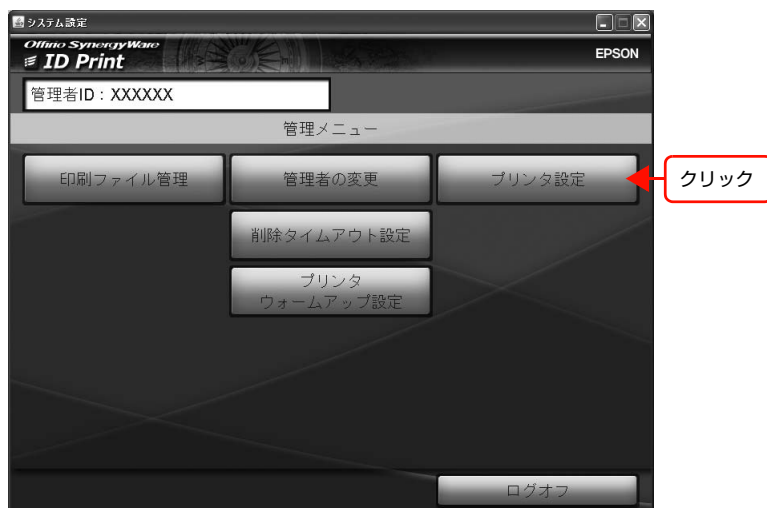 システム設定
Offirio SynergyWare
ID Print
EPSON
管理者ID：XXXXXX
管理メニュー
印刷ファイル管理
管理者の変更
プリンタ設定
クリック
削除タイムアウト設定
プリンタ
ウォームアップ設定
ログオフ